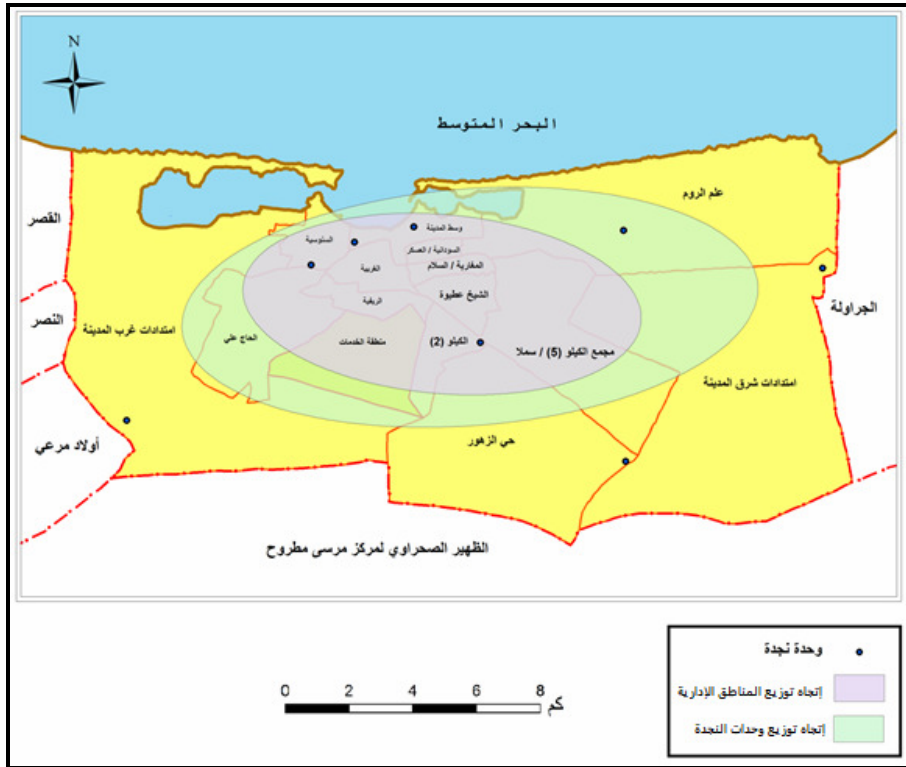 N
البحر المتوسط
علم الروم
القصر
وسط المدينة
السنوسية
السودانية / العسكر
المغاربة / السلام
الغربية
الجراولة
الشيخ عطيوة
الريفية
النصر
امتدادات غرب المدينة
الحاج علي
منطقة الخدمات
الكيلو (2)
مجمع الكيلو (5) / سملا
امتدادات شرق المدينة
أولاد مرعي
حي الزهور
الظهير الصحراوي لمركز مرسى مطروح
وحدة نجدة
إتجاه توزيع المناطق الإدارية
إتجاه توزيع وحدات النجدة
0 2 4 6 8
كم